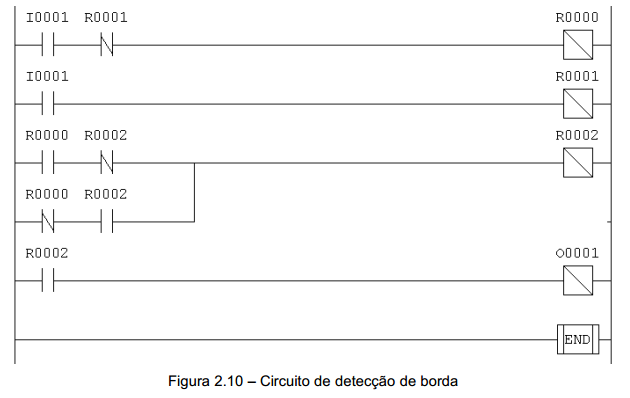 I0001 R0001 R0000
I0001 R0001
R0000 R0002 R0002
R0000 R0002
R0002 O0001
END
Figura 2.10 – Circuito de detecção de borda